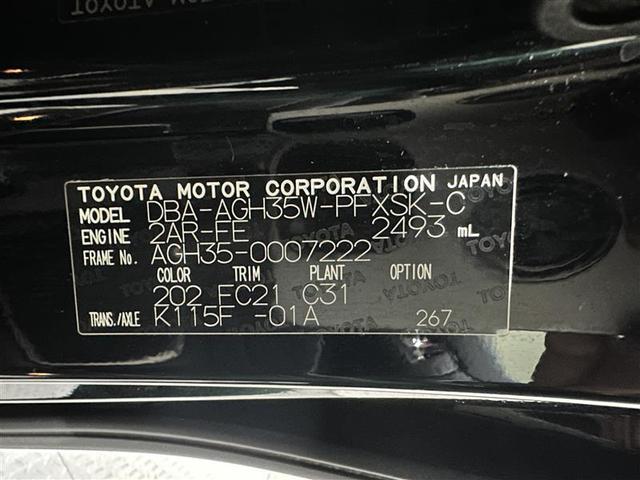 TOYOTA MOTOR CORPORATION JAPAN
MODEL DBA-AGH35W-PFXSK-C
ENGINE 2AR-FE 2493 mL
FRAME No. AGH35-0007222
COLOR TRIM PLANT OPTION
202 FC21 C31
TRANS./AXLE K115F -01A 267